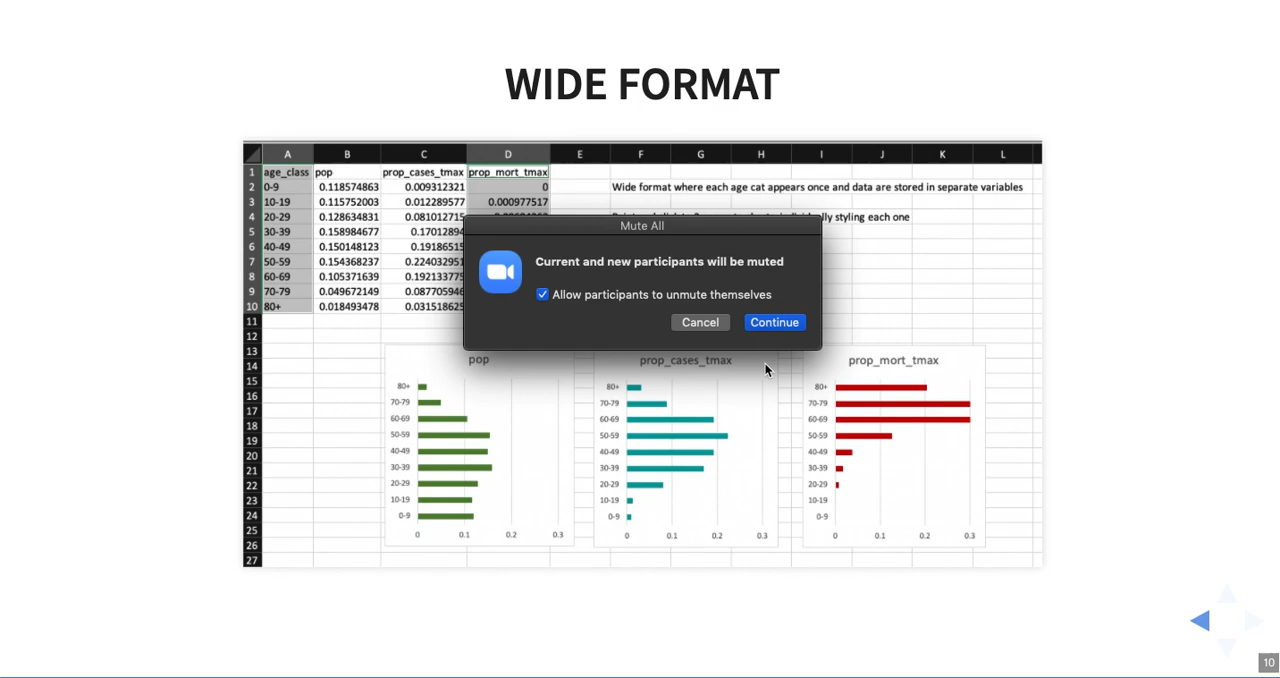 WIDE FORMAT
A B C D E F G H I J K L
1 age_class pop prop_cases_tmax prop_mort_tmax
2 0-9 0.118574863 0.009312321 0 Wide format where each age cat appears once and data are stored in separate variables
3 10-19 0.115752003 0.012289577 0.000977517
4 20-29 0.128634831 0.081012715 individually styling each one
5 30-39 0.158984677 0.17012894
6 40-49 0.150148123 0.19186515
7 50-59 0.154368237 0.224032951
8 60-69 0.105371639 0.192133775
9 70-79 0.049672149 0.087705946
10 80+ 0.018493478 0.031518625
11
12
13
14
15
16
17
18
19
20
21
22
23
24
25
26
27
Mute All
Current and new participants will be muted
Allow participants to unmute themselves
Cancel Continue
pop prop_cases_tmax prop_mort_tmax
80+ 80+ 80+
70-79 70-79 70-79
60-69 60-69 60-69
50-59 50-59 50-59
40-49 40-49 40-49
30-39 30-39 30-39
20-29 20-29 20-29
10-19 10-19 10-19
0-9 0-9 0-9
0 0.1 0.2 0.3 0 0.1 0.2 0.3 0 0.1 0.2 0.3
10